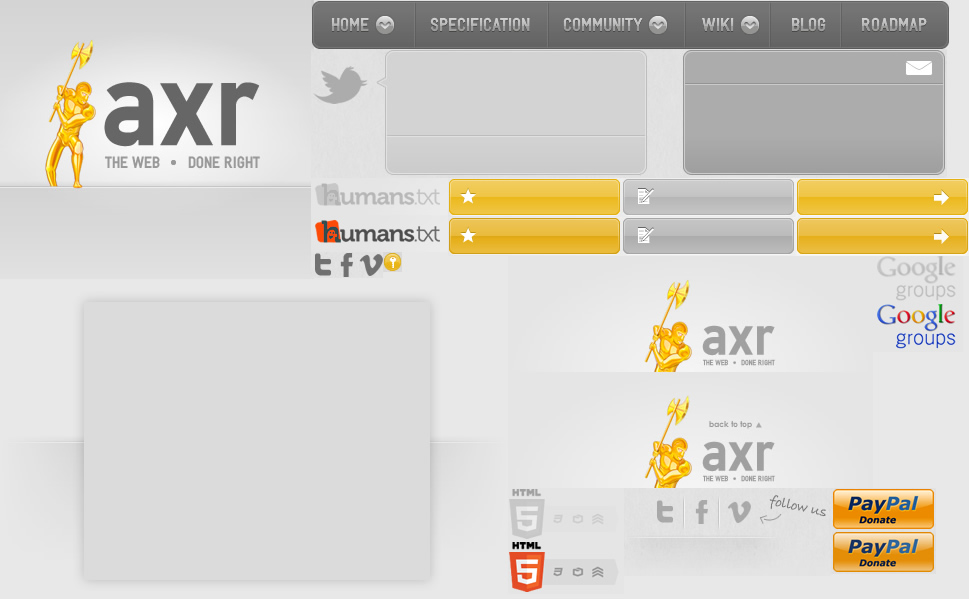 HOME
SPECIFICATION
COMMUNITY
WIKI
BLOG
ROADMAP
axr
THE WEB • DONE RIGHT
humans.txt
humans.txt
Google
groups
Google
groups
axr
THE WEB • DONE RIGHT
back to top ▲
axr
THE WEB • DONE RIGHT
HTML
5
follow us
PayPal
Donate
HTML
5
PayPal
Donate